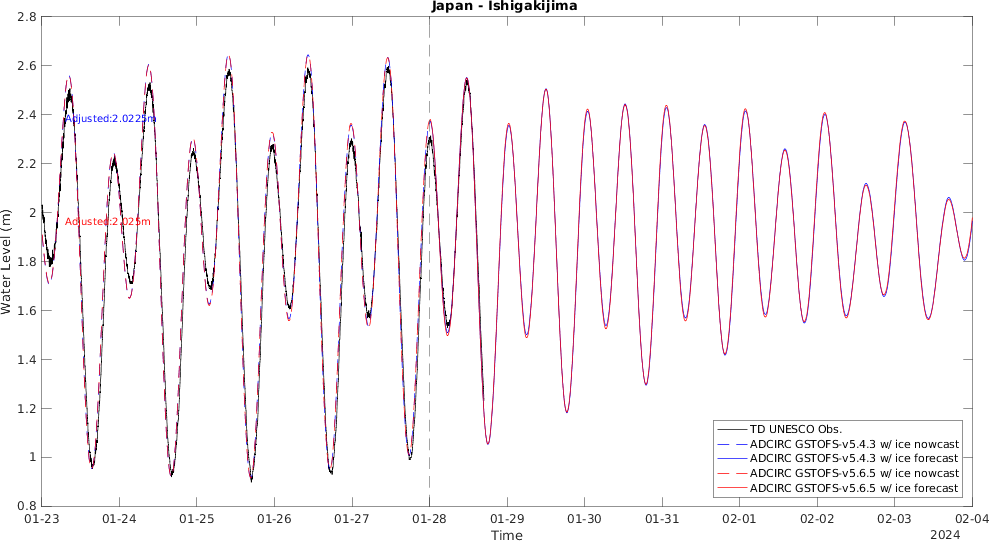 Japan - Ishigakijima
2.8
2.6
2.4
2.2
2
1.8
1.6
1.4
1.2
1
0.8
Water Level (m)
Adjusted:2.0225m
Adjusted:2.025m
TD UNESCO Obs.
ADCIRC GSTOFS-v5.4.3 w/ ice nowcast
ADCIRC GSTOFS-v5.4.3 w/ ice forecast
ADCIRC GSTOFS-v5.6.5 w/ ice nowcast
ADCIRC GSTOFS-v5.6.5 w/ ice forecast
01-23 01-24 01-25 01-26 01-27 01-28 01-29 01-30 01-31 02-01 02-02 02-03 02-04
Time
2024